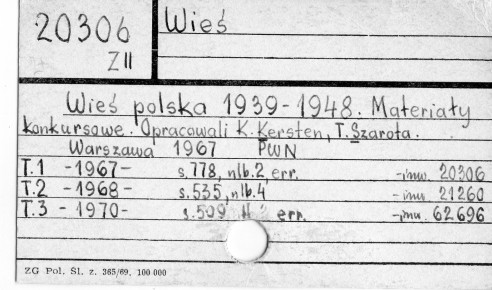 20306
Z II
Wieś
Wieś polska 1939-1948. Materiały
konkursowe. Opracowali K. Kersten, T. Szarota.
Warszawa 1967 PWN
T.1 -1967- s.778, nlb.2, err. -inw. 20306
T.2 -1968- s.535, nlb.4 -inw. 21260
T.3 -1970- s.509 err. -inw. 62696
ZG Pol. Śl. z. 365/69. 100 000